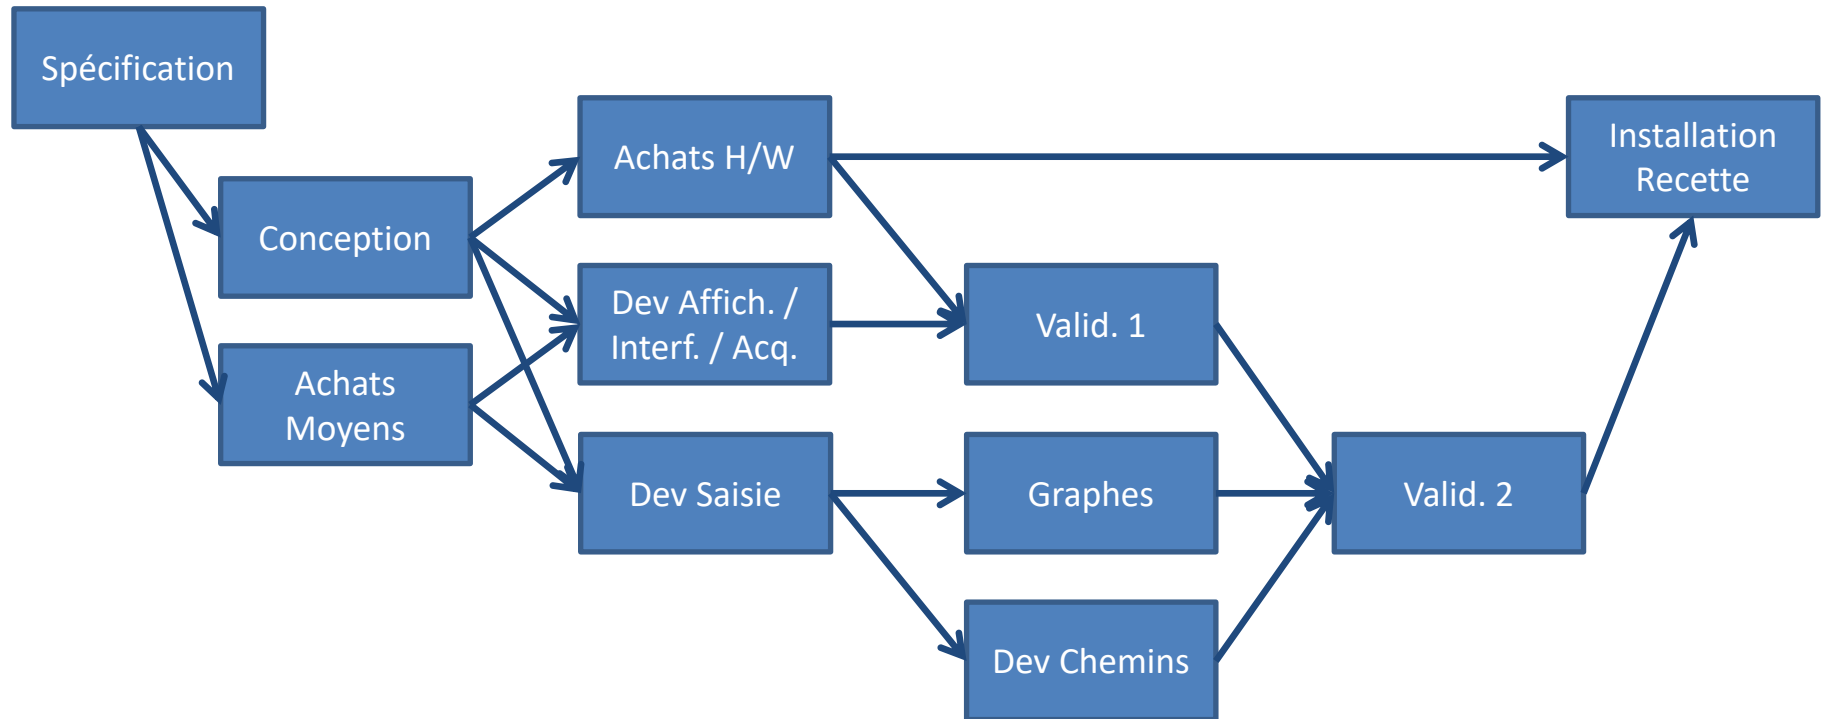 Spécification
Conception
Achats
Moyens
Achats H/W
Dev Affich. /
Interf. / Acq.
Dev Saisie
Valid. 1
Graphes
Dev Chemins
Valid. 2
Installation
Recette